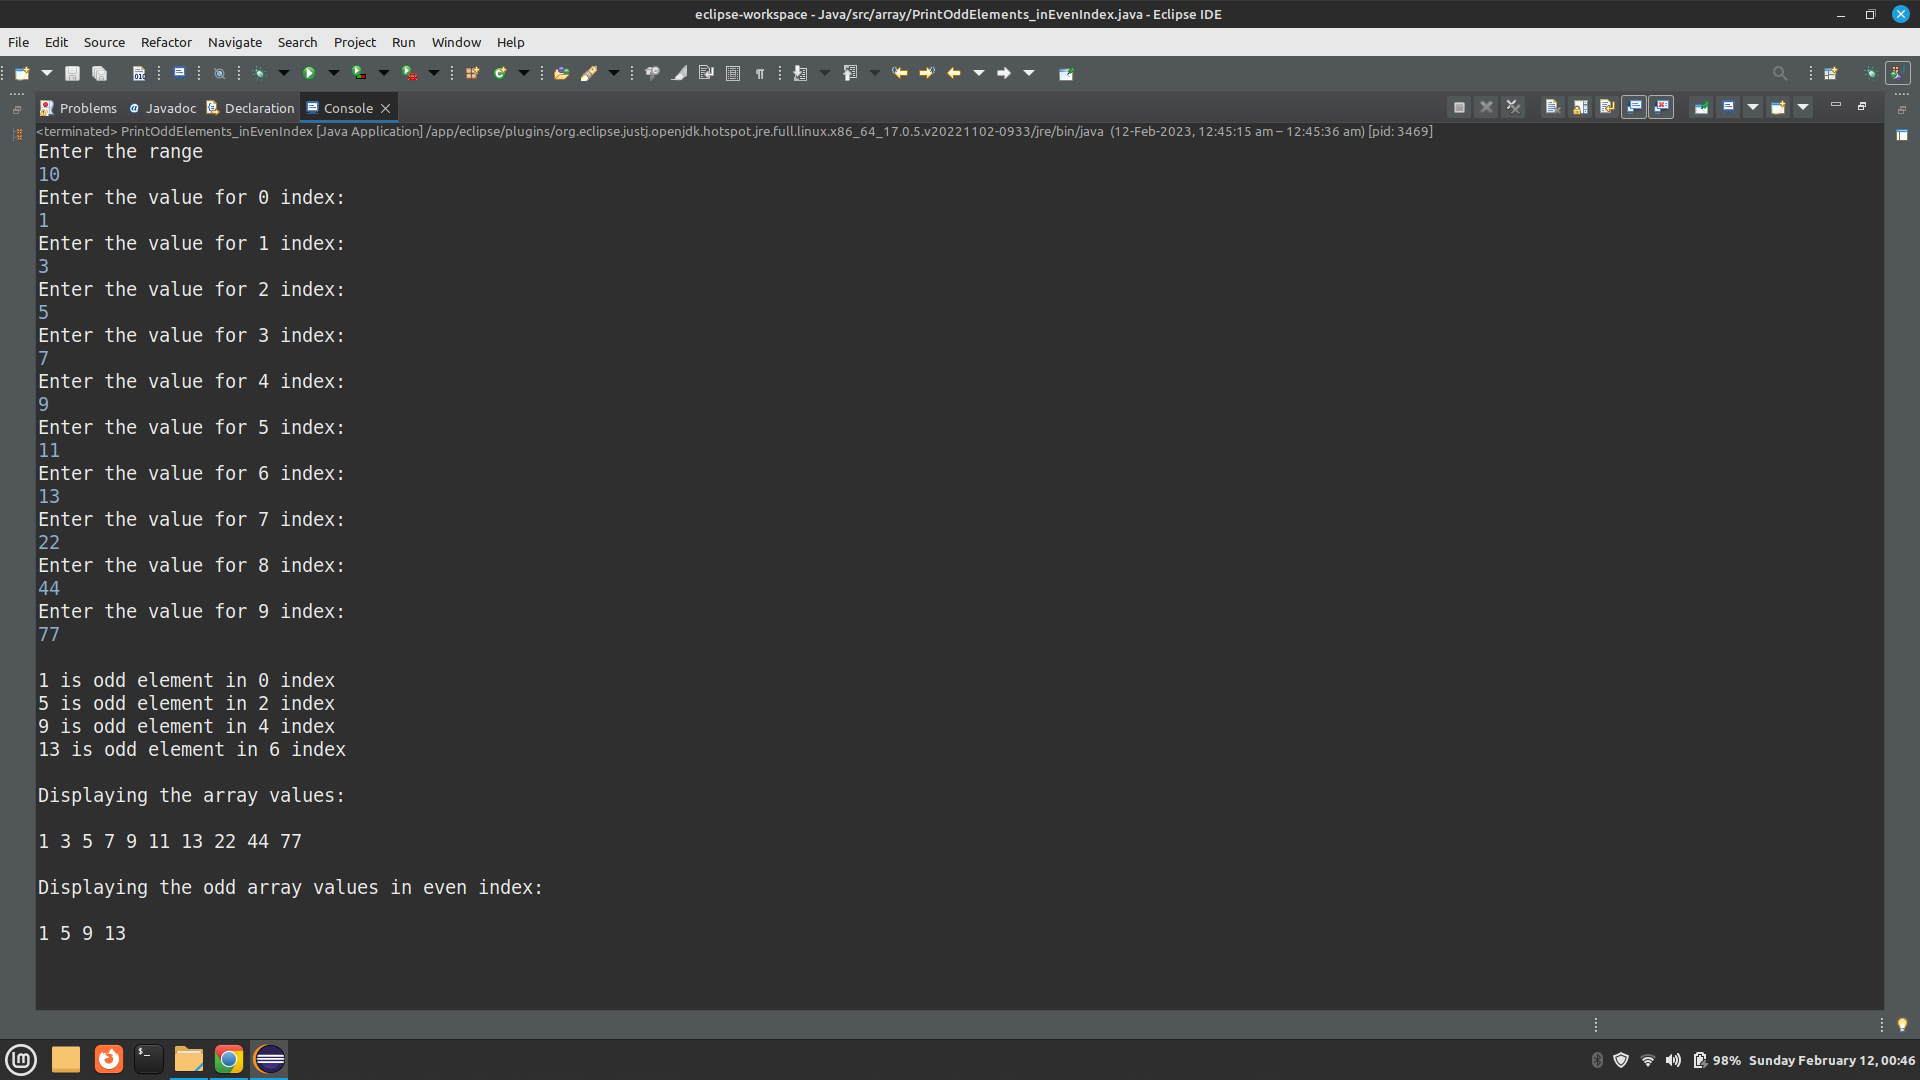 eclipse-workspace - Java/src/array/PrintOddElements_inEvenIndex.java - Eclipse IDE
File Edit Source Refactor Navigate Search Project Run Window Help
Problems Javadoc Declaration Console
<terminated> PrintOddElements_inEvenIndex [Java Application] /app/eclipse/plugins/org.eclipse.justj.openjdk.hotspot.jre.full.linux.x86_64_17.0.5.v20221102-0933/jre/bin/java (12-Feb-2023, 12:45:15 am – 12:45:36 am) [pid: 3469]
Enter the range
10
Enter the value for 0 index:
1
Enter the value for 1 index:
3
Enter the value for 2 index:
5
Enter the value for 3 index:
7
Enter the value for 4 index:
9
Enter the value for 5 index:
11
Enter the value for 6 index:
13
Enter the value for 7 index:
22
Enter the value for 8 index:
44
Enter the value for 9 index:
77
1 is odd element in 0 index
5 is odd element in 2 index
9 is odd element in 4 index
13 is odd element in 6 index
Displaying the array values:
1 3 5 7 9 11 13 22 44 77
Displaying the odd array values in even index:
1 5 9 13
98% Sunday February 12, 00:46